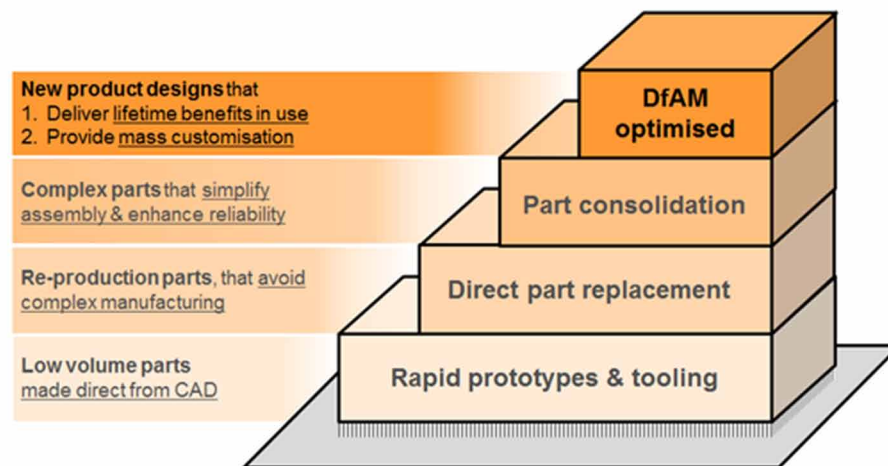 New product designs that
1. Deliver lifetime benefits in use
2. Provide mass customisation
DfAM
optimised
Complex parts that simplify
assembly & enhance reliability
Part consolidation
Re-production parts, that avoid
complex manufacturing
Direct part replacement
Low volume parts
made direct from CAD
Rapid prototypes & tooling